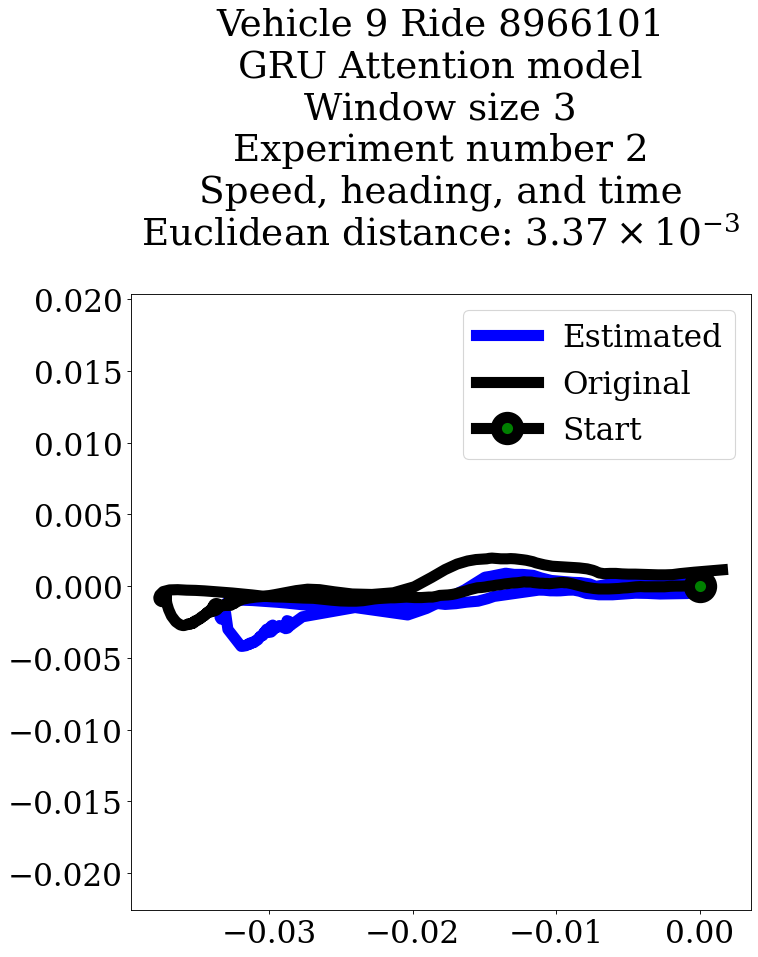 Vehicle 9 Ride 8966101
GRU Attention model
Window size 3
Experiment number 2
Speed, heading, and time
Euclidean distance: 3.37 × 10⁻³
Estimated
Original
Start
0.020
0.015
0.010
0.005
0.000
−0.005
−0.010
−0.015
−0.020
−0.03 −0.02 −0.01 0.00